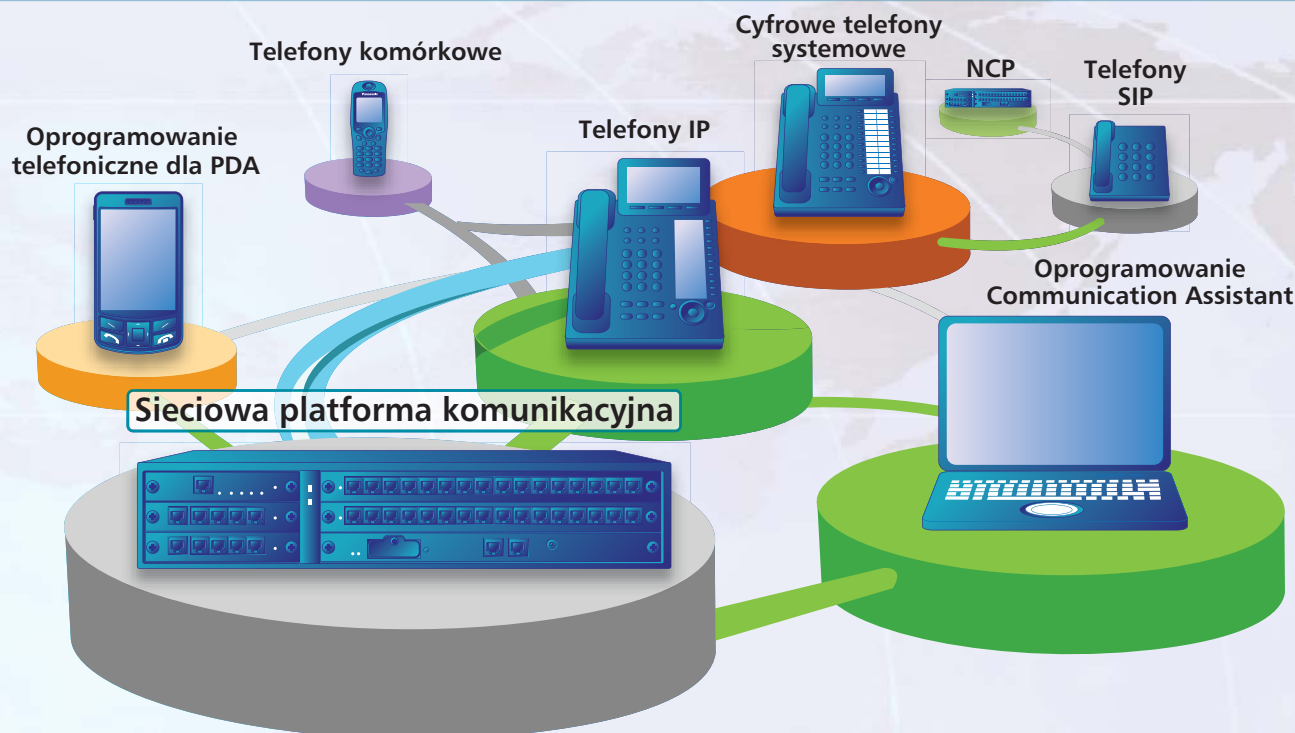 Cyfrowe telefony
systemowe
Telefony komórkowe
NCP
Telefony
SIP
Panasonic
Telefony IP
Oprogramowanie
telefoniczne dla PDA
Oprogramowanie
Communication Assistant
Sieciowa platforma komunikacyjna